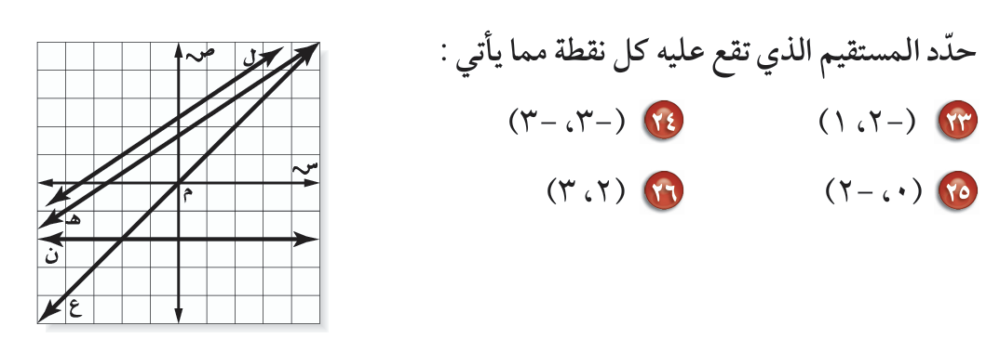 حدّد المستقيم الذي تقع عليه كل نقطة مما يأتي :
٢٣ (–٢، ١)
٢٤ (–٣، –٣)
٢٥ (٠، –٢)
٢٦ (٢، ٣)
ص
ل
س
م
هـ
ن
ع